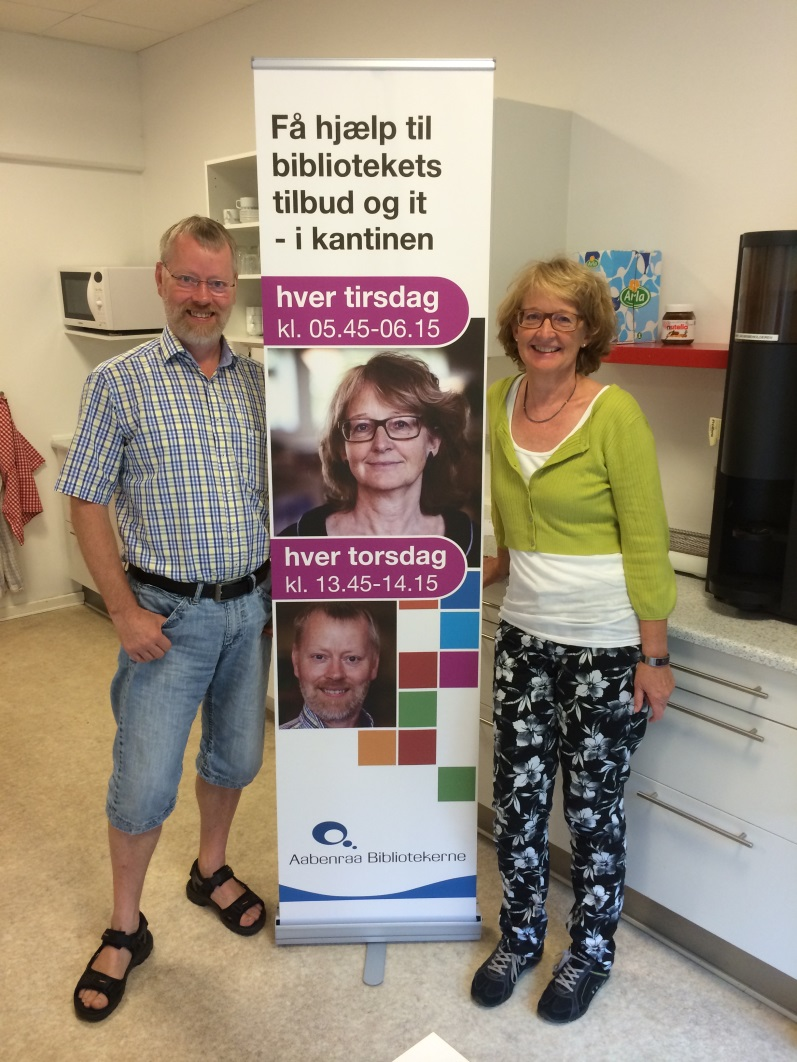 Få hjælp til
bibliotekets
tilbud og it
- i kantinen
hver tirsdag
kl. 05.45-06.15
hver torsdag
kl. 13.45-14.15
Aabenraa Bibliotekerne
Arla
nutella